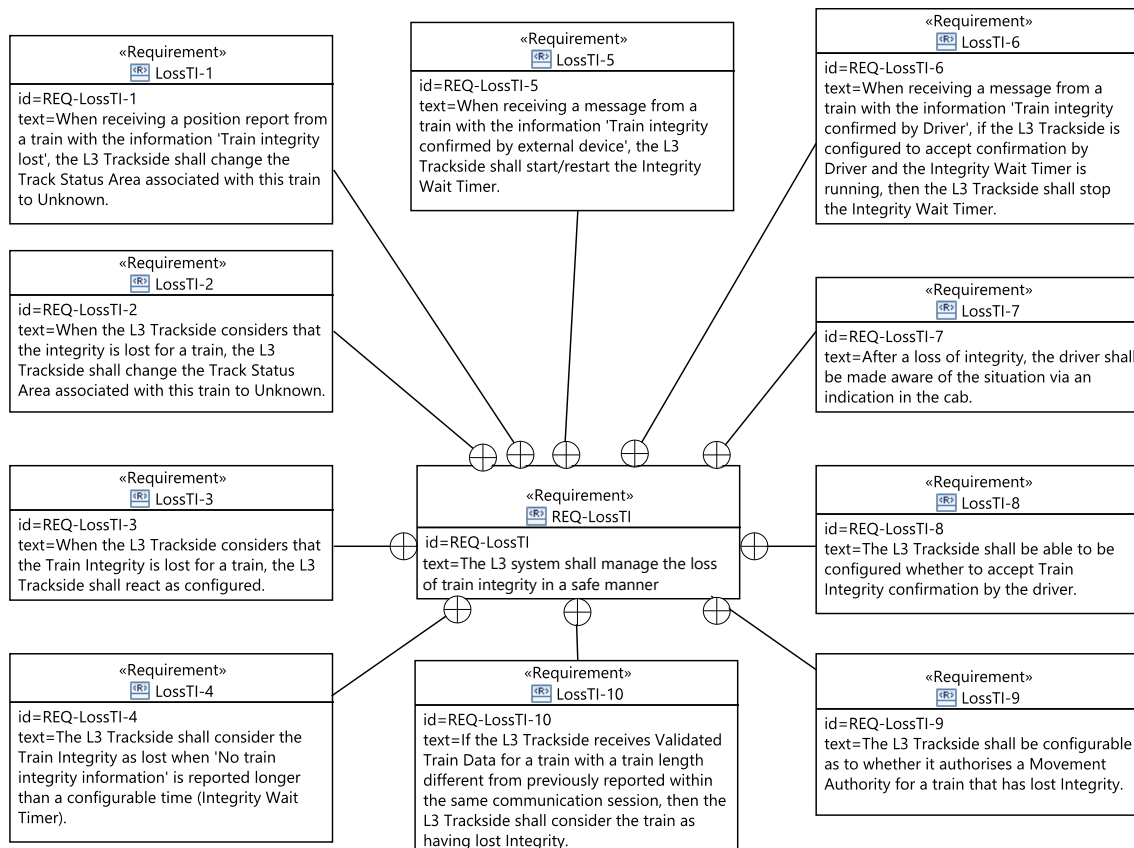 «Requirement»
LossTI-1
id=REQ-LossTI-1
text=When receiving a position report from
a train with the information 'Train integrity
lost', the L3 Trackside shall change the
Track Status Area associated with this train
to Unknown.
«Requirement»
LossTI-5
id=REQ-LossTI-5
text=When receiving a message from a
train with the information 'Train integrity
confirmed by external device', the L3
Trackside shall start/restart the Integrity
Wait Timer.
«Requirement»
LossTI-6
id=REQ-LossTI-6
text=When receiving a message from a
train with the information 'Train integrity
confirmed by Driver', if the L3 Trackside is
configured to accept confirmation by
Driver and the Integrity Wait Timer is
running, then the L3 Trackside shall stop
the Integrity Wait Timer.
«Requirement»
LossTI-2
id=REQ-LossTI-2
text=When the L3 Trackside considers that
the integrity is lost for a train, the L3
Trackside shall change the Track Status
Area associated with this train to Unknown.
«Requirement»
LossTI-7
id=REQ-LossTI-7
text=After a loss of integrity, the driver shall
be made aware of the situation via an
indication in the cab.
«Requirement»
LossTI-3
id=REQ-LossTI-3
text=When the L3 Trackside considers that
the Train Integrity is lost for a train, the L3
Trackside shall react as configured.
«Requirement»
REQ-LossTI
id=REQ-LossTI
text=The L3 system shall manage the loss
of train integrity in a safe manner
«Requirement»
LossTI-8
id=REQ-LossTI-8
text=The L3 Trackside shall be able to be
configured whether to accept Train
Integrity confirmation by the driver.
«Requirement»
LossTI-4
id=REQ-LossTI-4
text=The L3 Trackside shall consider the
Train Integrity as lost when 'No train
integrity information' is reported longer
than a configurable time (Integrity Wait
Timer).
«Requirement»
LossTI-10
id=REQ-LossTI-10
text=If the L3 Trackside receives Validated
Train Data for a train with a train length
different from previously reported within
the same communication session, then the
L3 Trackside shall consider the train as
having lost Integrity.
«Requirement»
LossTI-9
id=REQ-LossTI-9
text=The L3 Trackside shall be configurable
as to whether it authorises a Movement
Authority for a train that has lost Integrity.